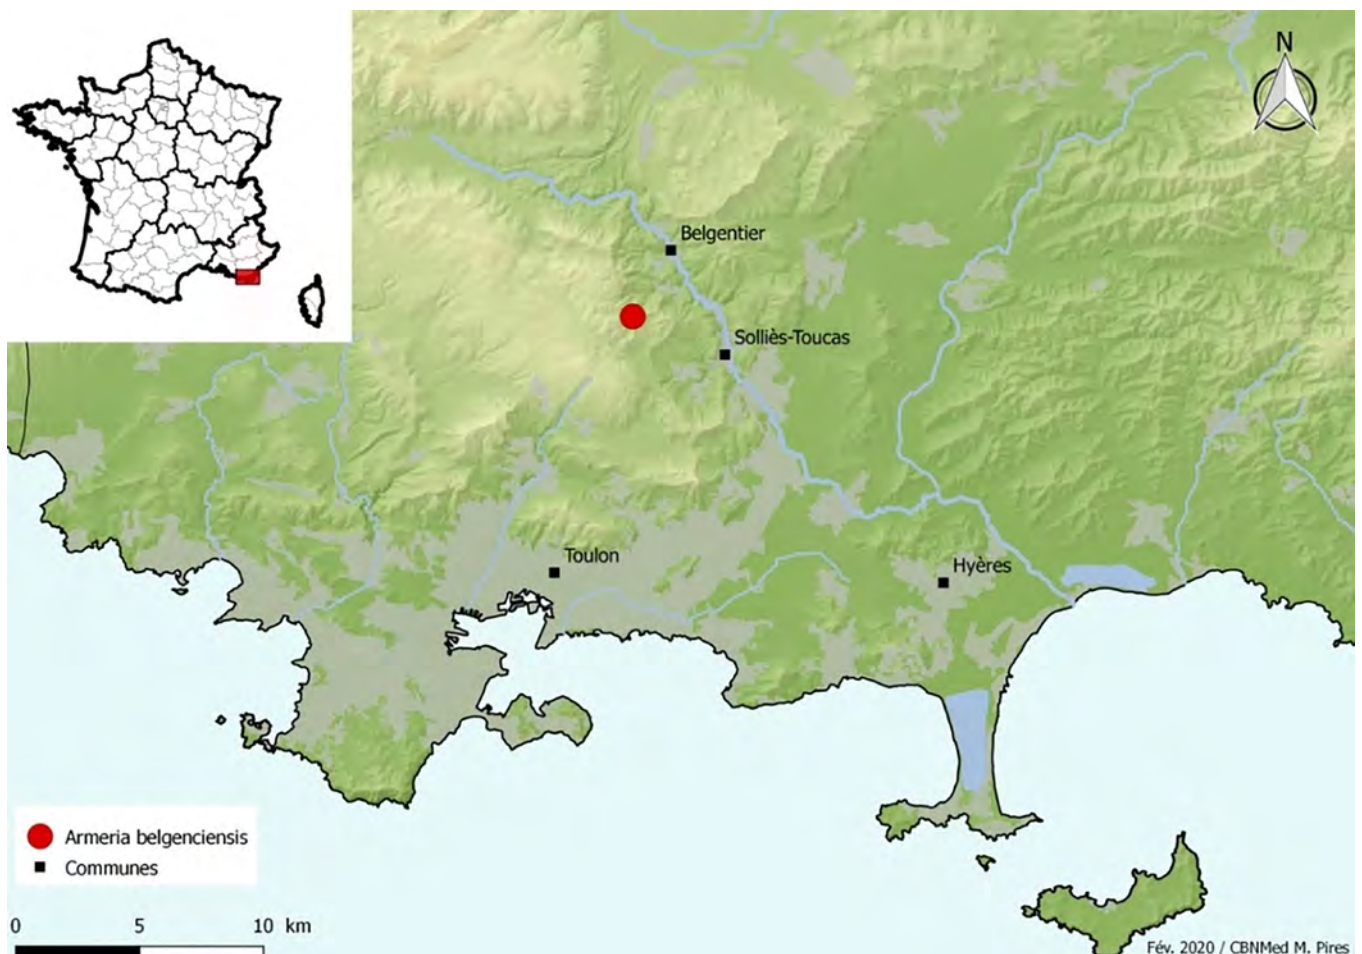 N
Belgentier
Solliès-Toucas
Toulon
Hyères
Armeria belgenciensis
Communes
0 5 10 km
Fév. 2020 / CBNMed M. Pires